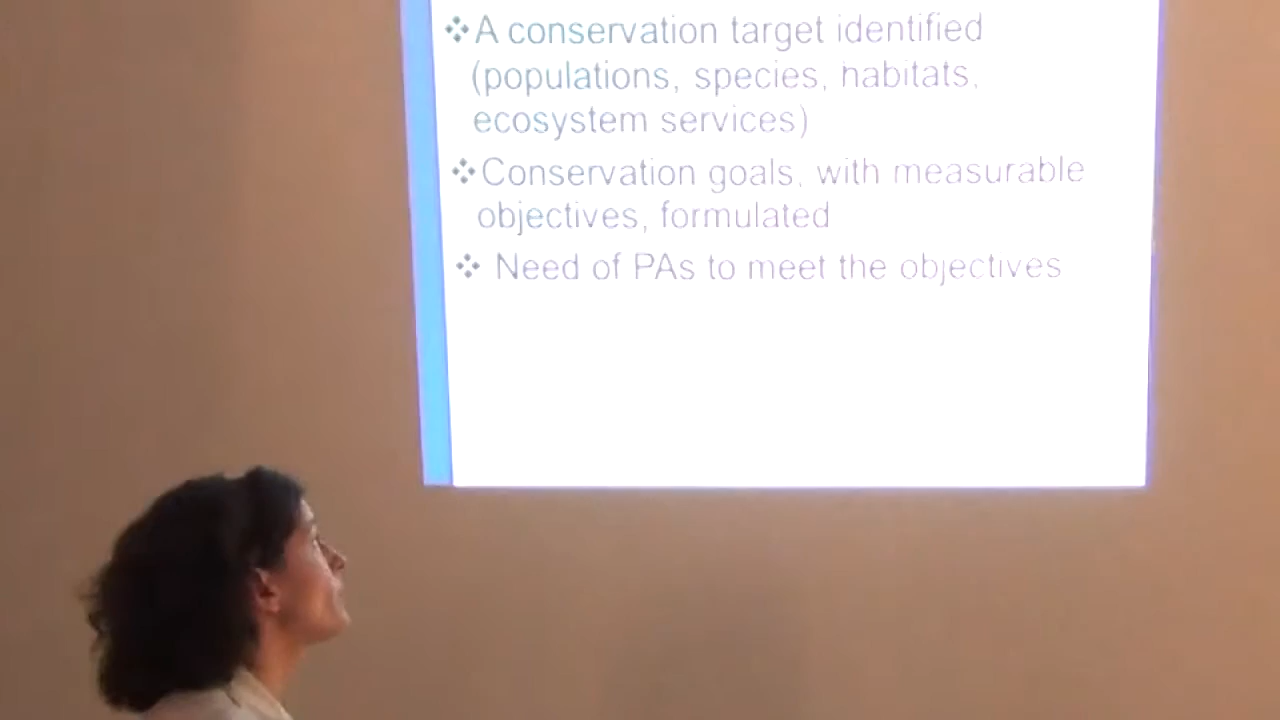 ❖A conservation target identified
(populations, species, habitats,
ecosystem services)
❖Conservation goals, with measurable
objectives, formulated
❖ Need of PAs to meet the objectives